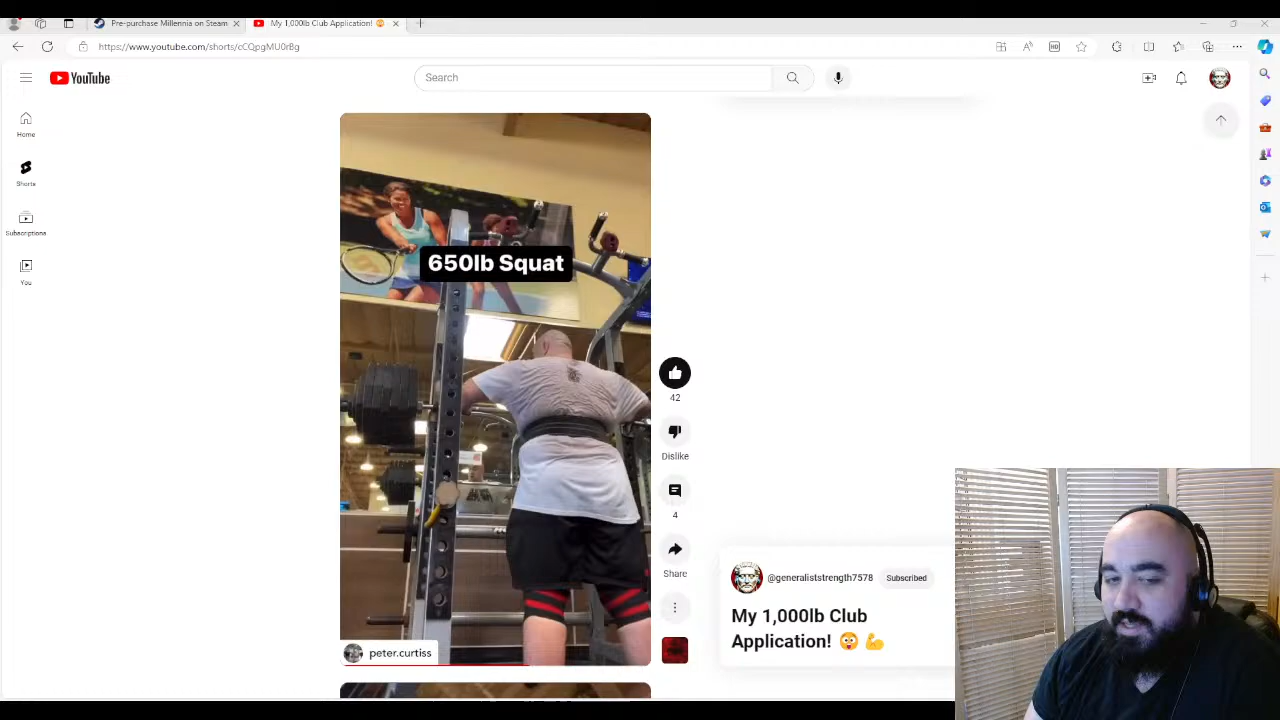 Pre-purchase Millennia on Steam
My 1,000lb Club Application! 😳
https://www.youtube.com/shorts/cCQpgMU0rBg
YouTube
Search
Home
Shorts
Subscriptions
You
650lb Squat
42
Dislike
4
Share
peter.curtiss
@generaliststrength7578
Subscribed
My 1,000lb Club
Application! 😳 💪